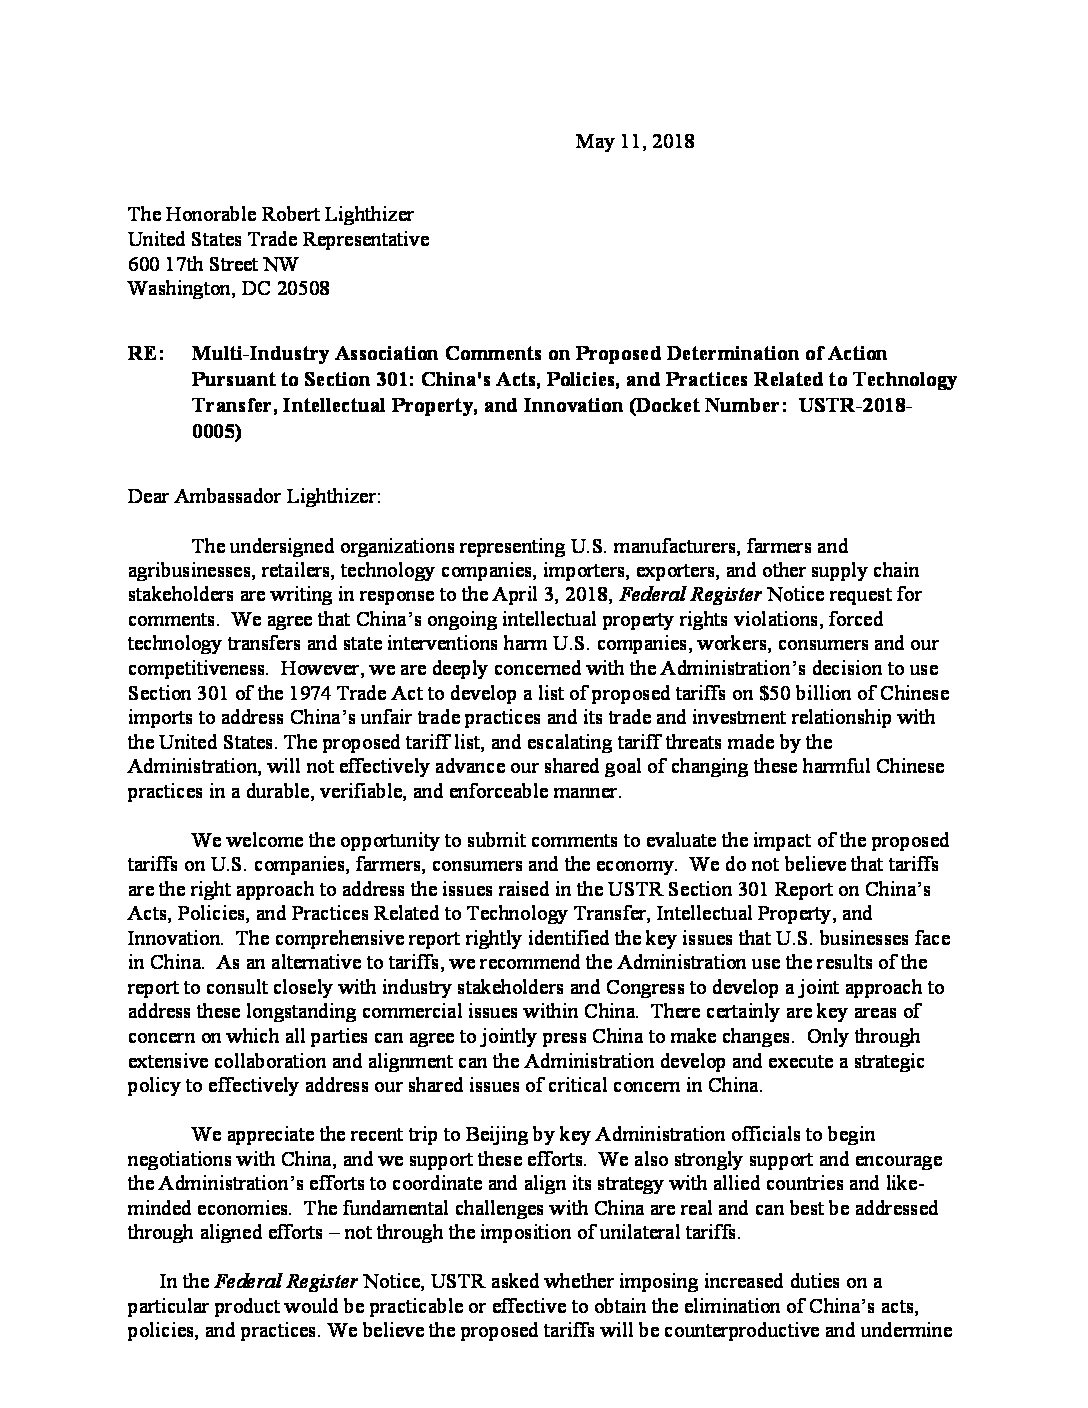 May 11, 2018
The Honorable Robert Lighthizer
United States Trade Representative
600 17th Street NW
Washington, DC 20508
RE: Multi-Industry Association Comments on Proposed Determination of Action
Pursuant to Section 301: China's Acts, Policies, and Practices Related to Technology
Transfer, Intellectual Property, and Innovation (Docket Number:  USTR-2018-
0005)
Dear Ambassador Lighthizer:
The undersigned organizations representing U.S. manufacturers, farmers and
agribusinesses, retailers, technology companies, importers, exporters, and other supply chain
stakeholders are writing in response to the April 3, 2018, Federal Register Notice request for
comments.  We agree that China’s ongoing intellectual property rights violations, forced
technology transfers and state interventions harm U.S. companies, workers, consumers and our
competitiveness.  However, we are deeply concerned with the Administration’s decision to use
Section 301 of the 1974 Trade Act to develop a list of proposed tariffs on $50 billion of Chinese
imports to address China’s unfair trade practices and its trade and investment relationship with
the United States. The proposed tariff list, and escalating tariff threats made by the
Administration, will not effectively advance our shared goal of changing these harmful Chinese
practices in a durable, verifiable, and enforceable manner.
We welcome the opportunity to submit comments to evaluate the impact of the proposed
tariffs on U.S. companies, farmers, consumers and the economy.  We do not believe that tariffs
are the right approach to address the issues raised in the USTR Section 301 Report on China’s
Acts, Policies, and Practices Related to Technology Transfer, Intellectual Property, and
Innovation.  The comprehensive report rightly identified the key issues that U.S. businesses face
in China.  As an alternative to tariffs, we recommend the Administration use the results of the
report to consult closely with industry stakeholders and Congress to develop a joint approach to
address these longstanding commercial issues within China.  There certainly are key areas of
concern on which all parties can agree to jointly press China to make changes.  Only through
extensive collaboration and alignment can the Administration develop and execute a strategic
policy to effectively address our shared issues of critical concern in China.
We appreciate the recent trip to Beijing by key Administration officials to begin
negotiations with China, and we support these efforts.  We also strongly support and encourage
the Administration’s efforts to coordinate and align its strategy with allied countries and like-
minded economies.  The fundamental challenges with China are real and can best be addressed
through aligned efforts – not through the imposition of unilateral tariffs.
In the Federal Register Notice, USTR asked whether imposing increased duties on a
particular product would be practicable or effective to obtain the elimination of China’s acts,
policies, and practices. We believe the proposed tariffs will be counterproductive and undermine